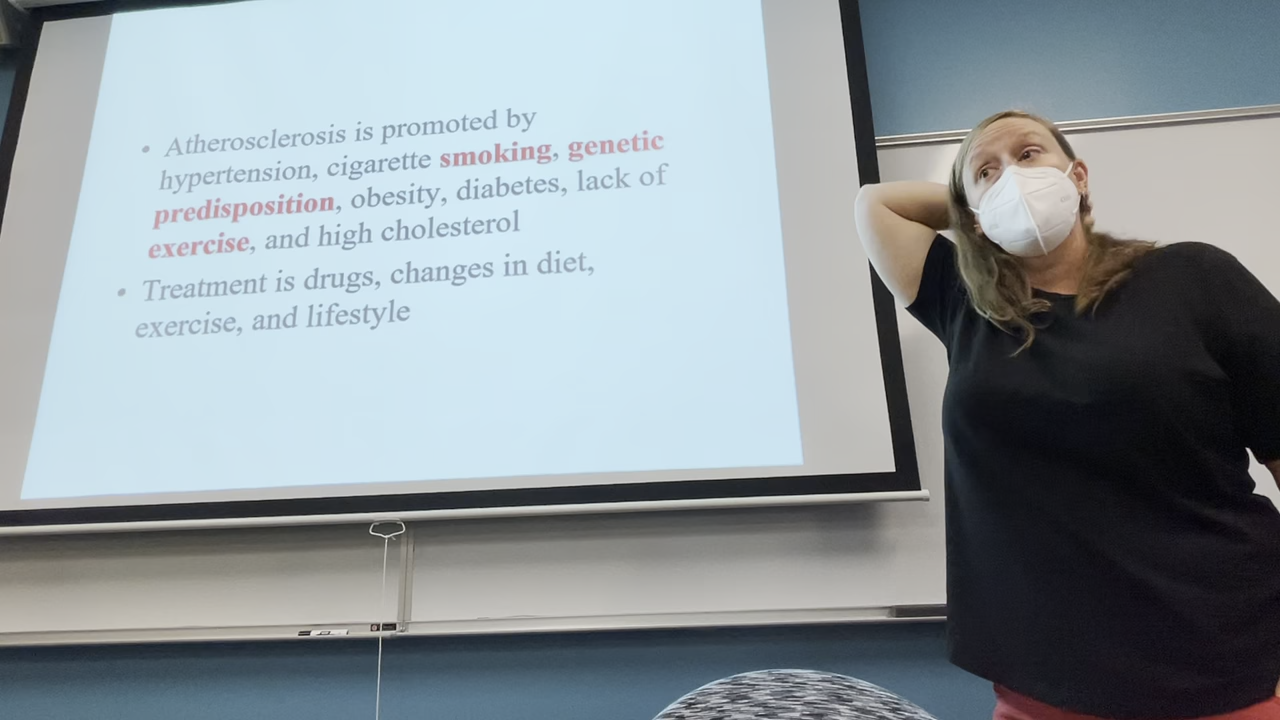 • Atherosclerosis is promoted by
hypertension, cigarette smoking, genetic
predisposition, obesity, diabetes, lack of
exercise, and high cholesterol
• Treatment is drugs, changes in diet,
exercise, and lifestyle